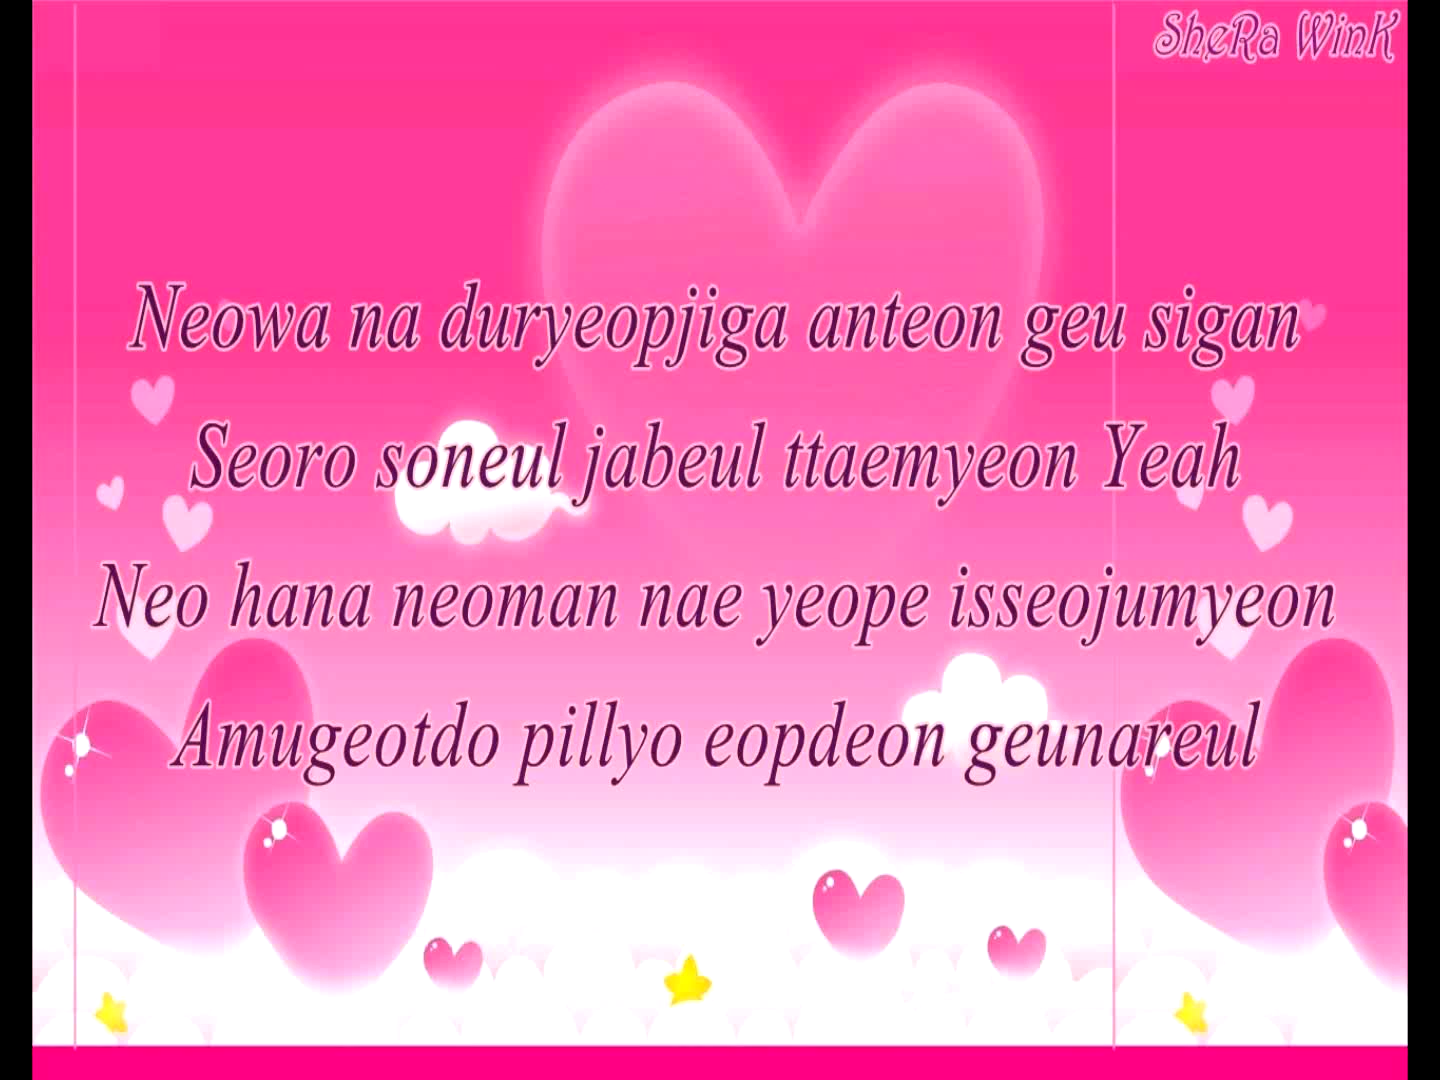 SheRa WinK
Neowa na duryeopjiga anteon geu sigan
Seoro soneul jabeul ttaemyeon Yeah
Neo hana neoman nae yeope isseojumyeon
Amugeotdo pillyo eopdeon geunareul